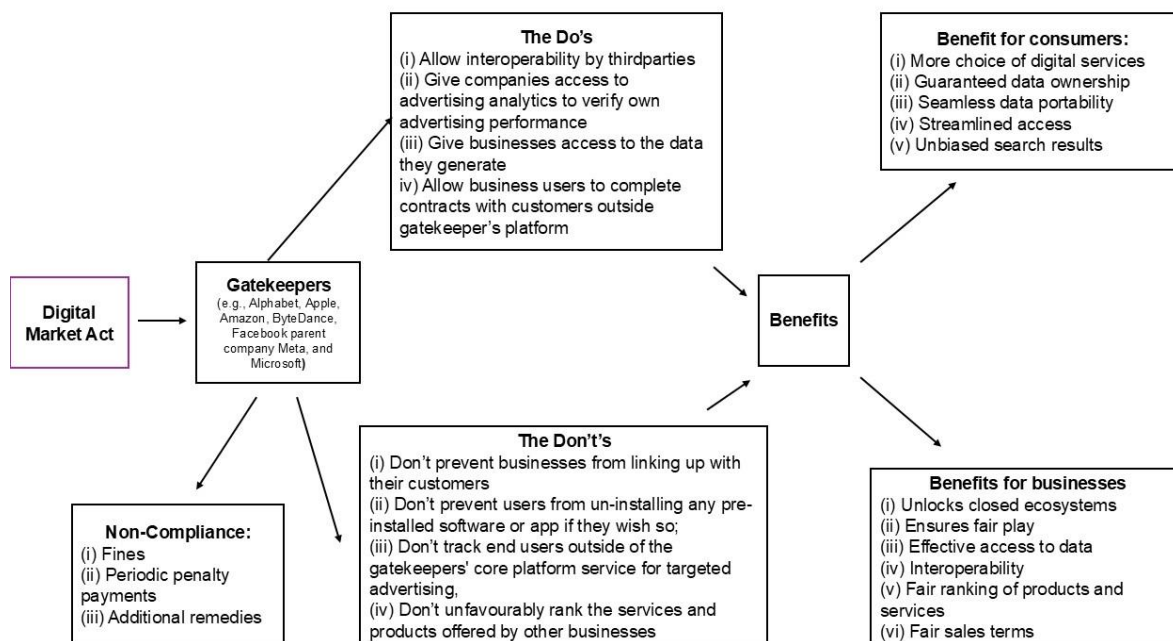 Digital
Market Act
Gatekeepers
(e.g., Alphabet, Apple,
Amazon, ByteDance,
Facebook parent
company Meta, and
Microsoft)
The Do's
(i) Allow interoperability by thirdparties
(ii) Give companies access to
advertising analytics to verify own
advertising performance
(iii) Give businesses access to the data
they generate
iv) Allow business users to complete
contracts with customers outside
gatekeeper's platform
Non-Compliance:
(i) Fines
(ii) Periodic penalty
payments
(iii) Additional remedies
The Don't's
(i) Don't prevent businesses from linking up with
their customers
(ii) Don't prevent users from un-installing any pre-
installed software or app if they wish so;
(iii) Don't track end users outside of the
gatekeepers' core platform service for targeted
advertising,
(iv) Don't unfavourably rank the services and
products offered by other businesses
Benefits
Benefit for consumers:
(i) More choice of digital services
(ii) Guaranteed data ownership
(iii) Seamless data portability
(iv) Streamlined access
(v) Unbiased search results
Benefits for businesses
(i) Unlocks closed ecosystems
(ii) Ensures fair play
(iii) Effective access to data
(iv) Interoperability
(v) Fair ranking of products and
services
(vi) Fair sales terms